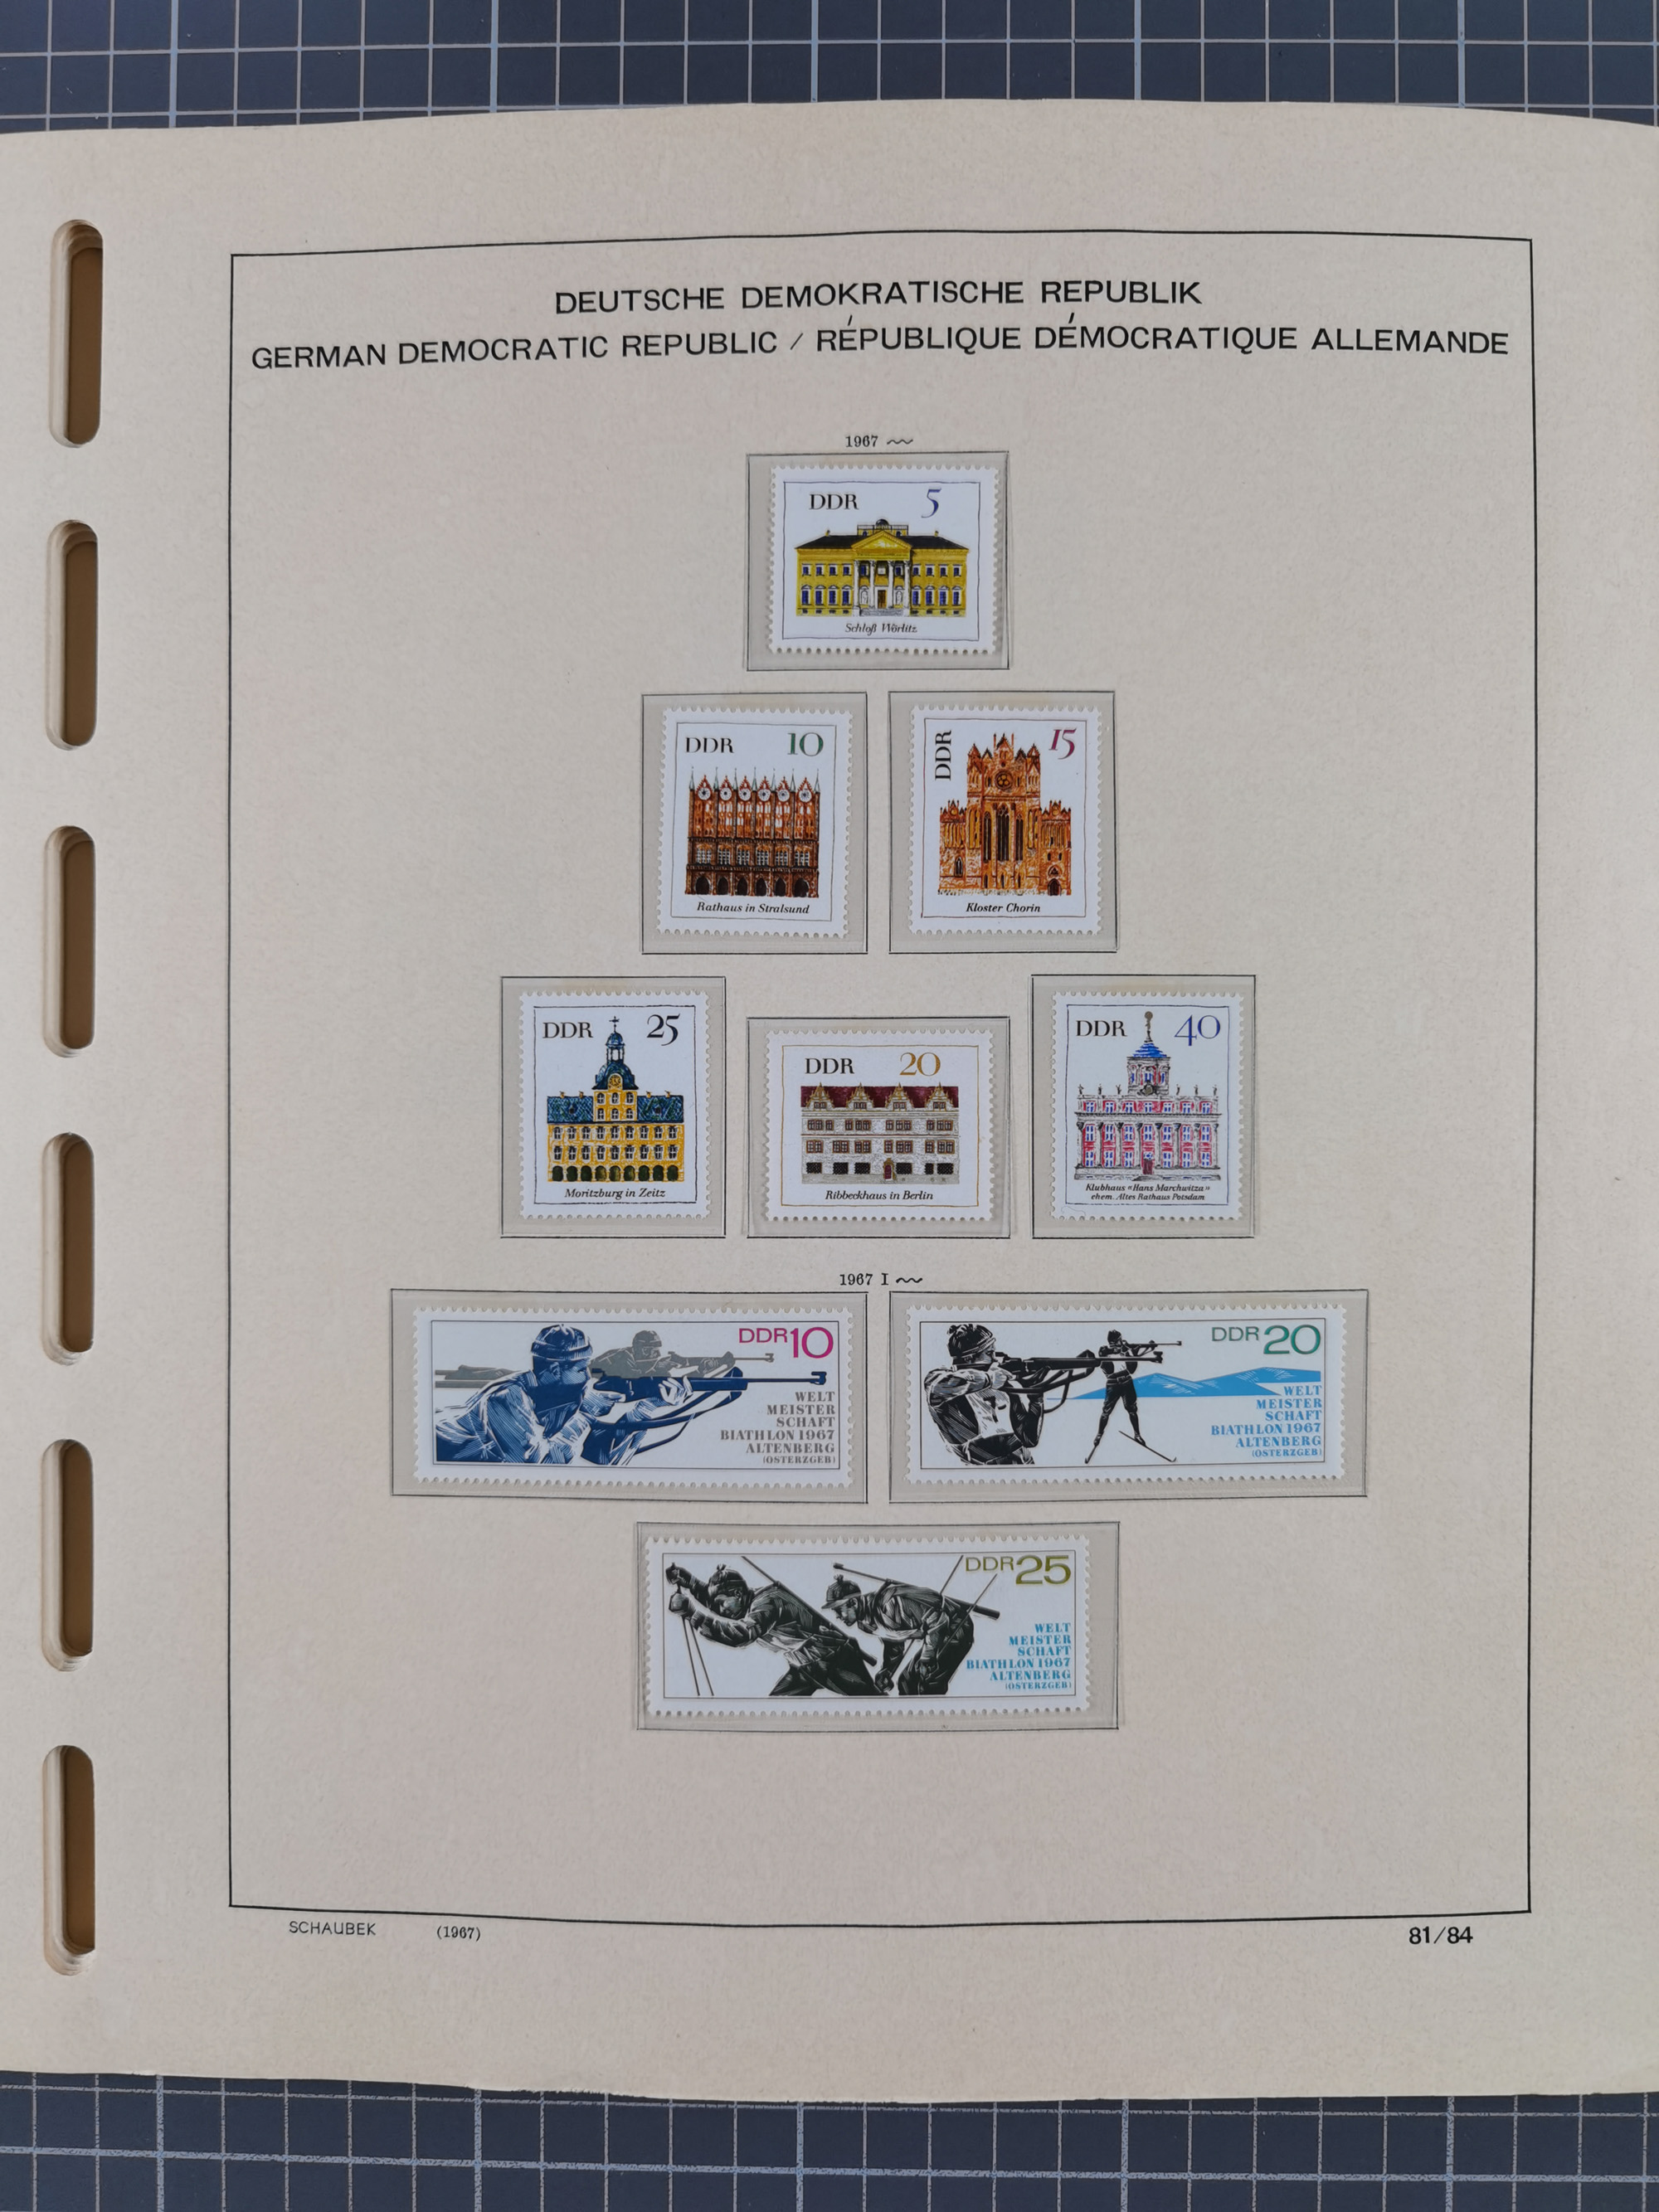 DEUTSCHE DEMOKRATISCHE REPUBLIK
GERMAN DEMOCRATIC REPUBLIC / RÉPUBLIQUE DÉMOCRATIQUE ALLEMANDE
1967
DDR 5
Schloß Wörlitz
DDR 10
Rathaus in Stralsund
DDR 15
Kloster Chorin
DDR 25
Moritzburg in Zeitz
DDR 20
Ribbeckhaus in Berlin
DDR 40
Klubhaus «Hans Marchwitza»
ehem. Altes Rathaus Potsdam
1967 I
DDR 10
WELT
MEISTER
SCHAFT
BIATHLON 1967
ALTENBERG
(OSTERZGEB)
DDR 20
WELT
MEISTER
SCHAFT
BIATHLON 1967
ALTENBERG
(OSTERZGEB)
DDR 25
WELT
MEISTER
SCHAFT
BIATHLON 1967
ALTENBERG
(OSTERZGEB)
SCHAUBEK (1967) 81/84